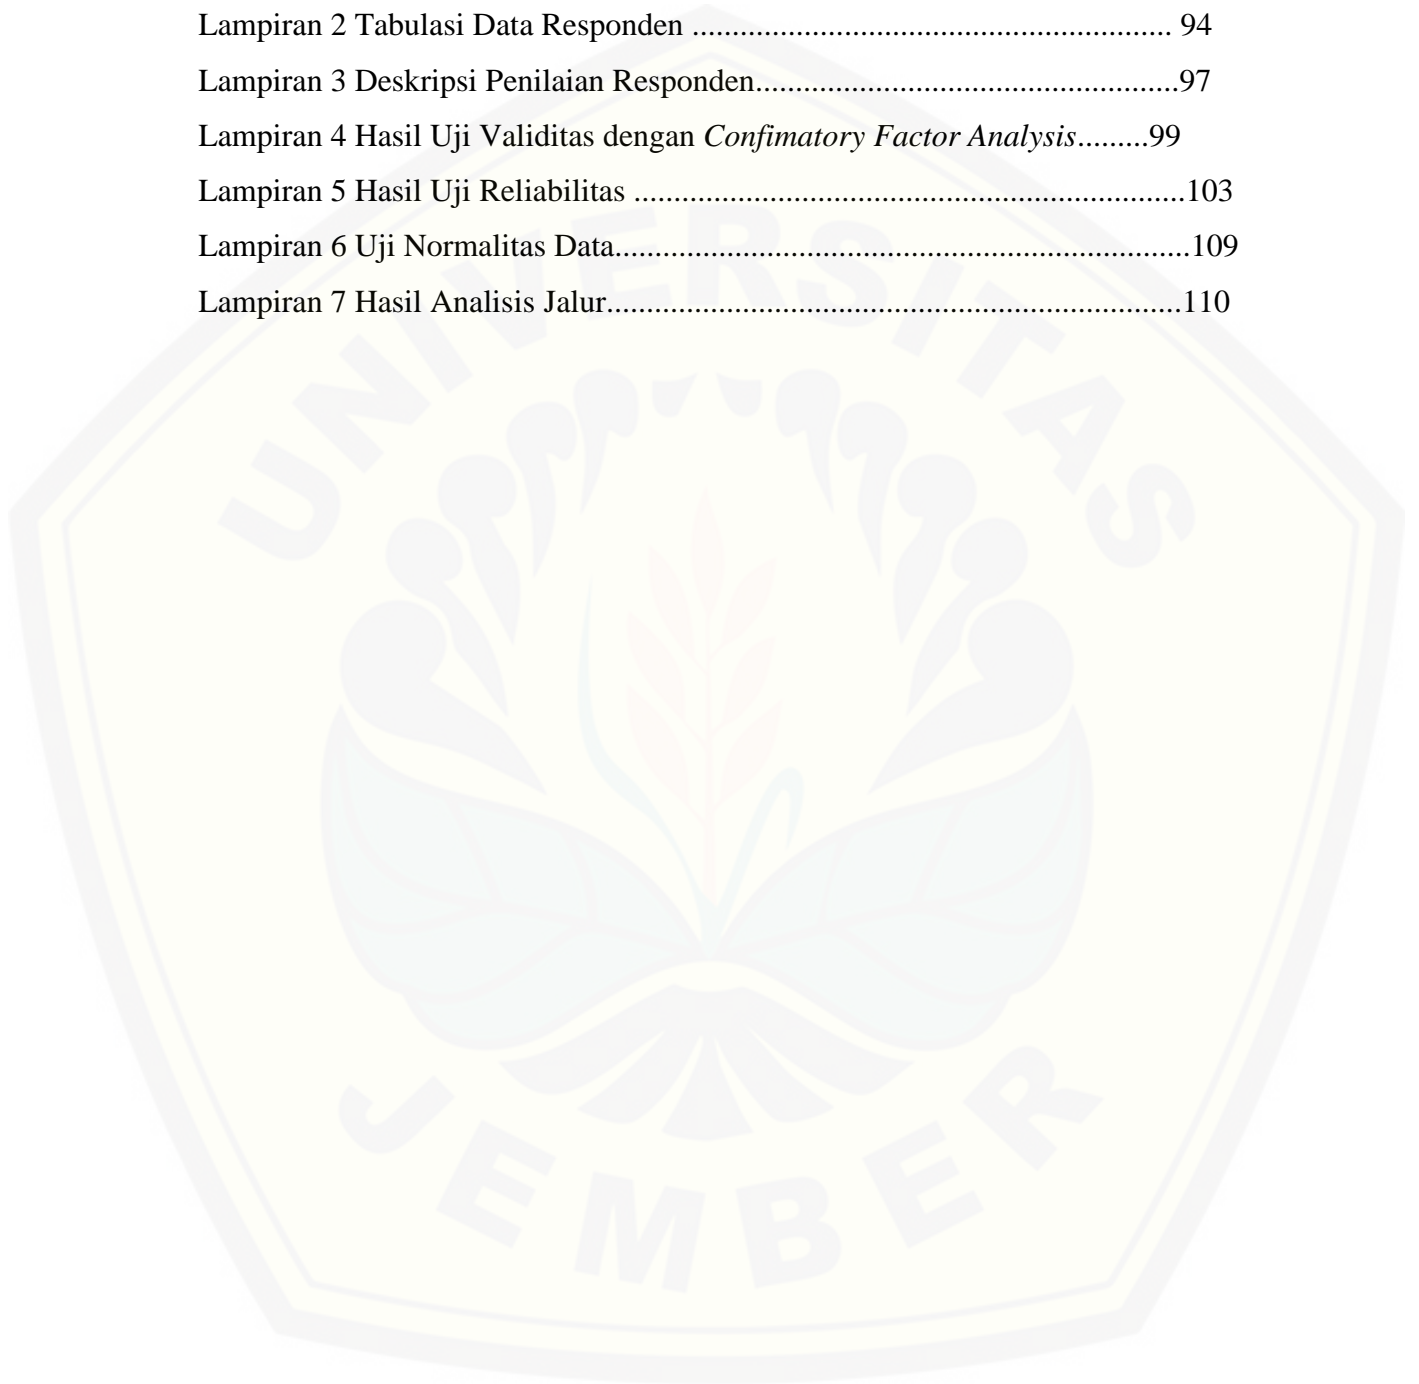 Lampiran 2 Tabulasi Data Responden ............................................................ 94
Lampiran 3 Deskripsi Penilaian Responden.....................................................97
Lampiran 4 Hasil Uji Validitas dengan Confimatory Factor Analysis.........99
Lampiran 5 Hasil Uji Reliabilitas .....................................................................103
Lampiran 6 Uji Normalitas Data........................................................................109
Lampiran 7 Hasil Analisis Jalur........................................................................110
UNIVERSITAS
JEMBER